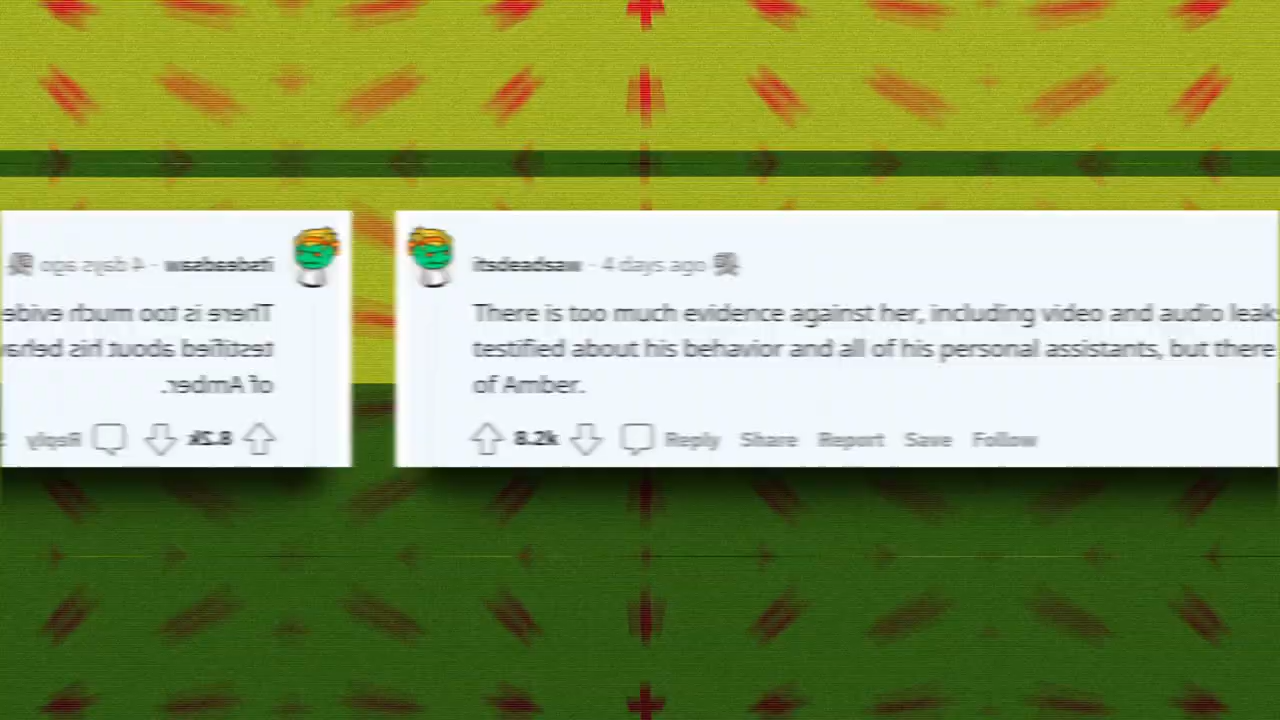 itsdeadsaw · 4 days ago
There is too much evidence against her, including video and audio leaks
testified about his behavior and all of his personal assistants, but there
of Amber.
8.2k Reply Share Report Save Follow